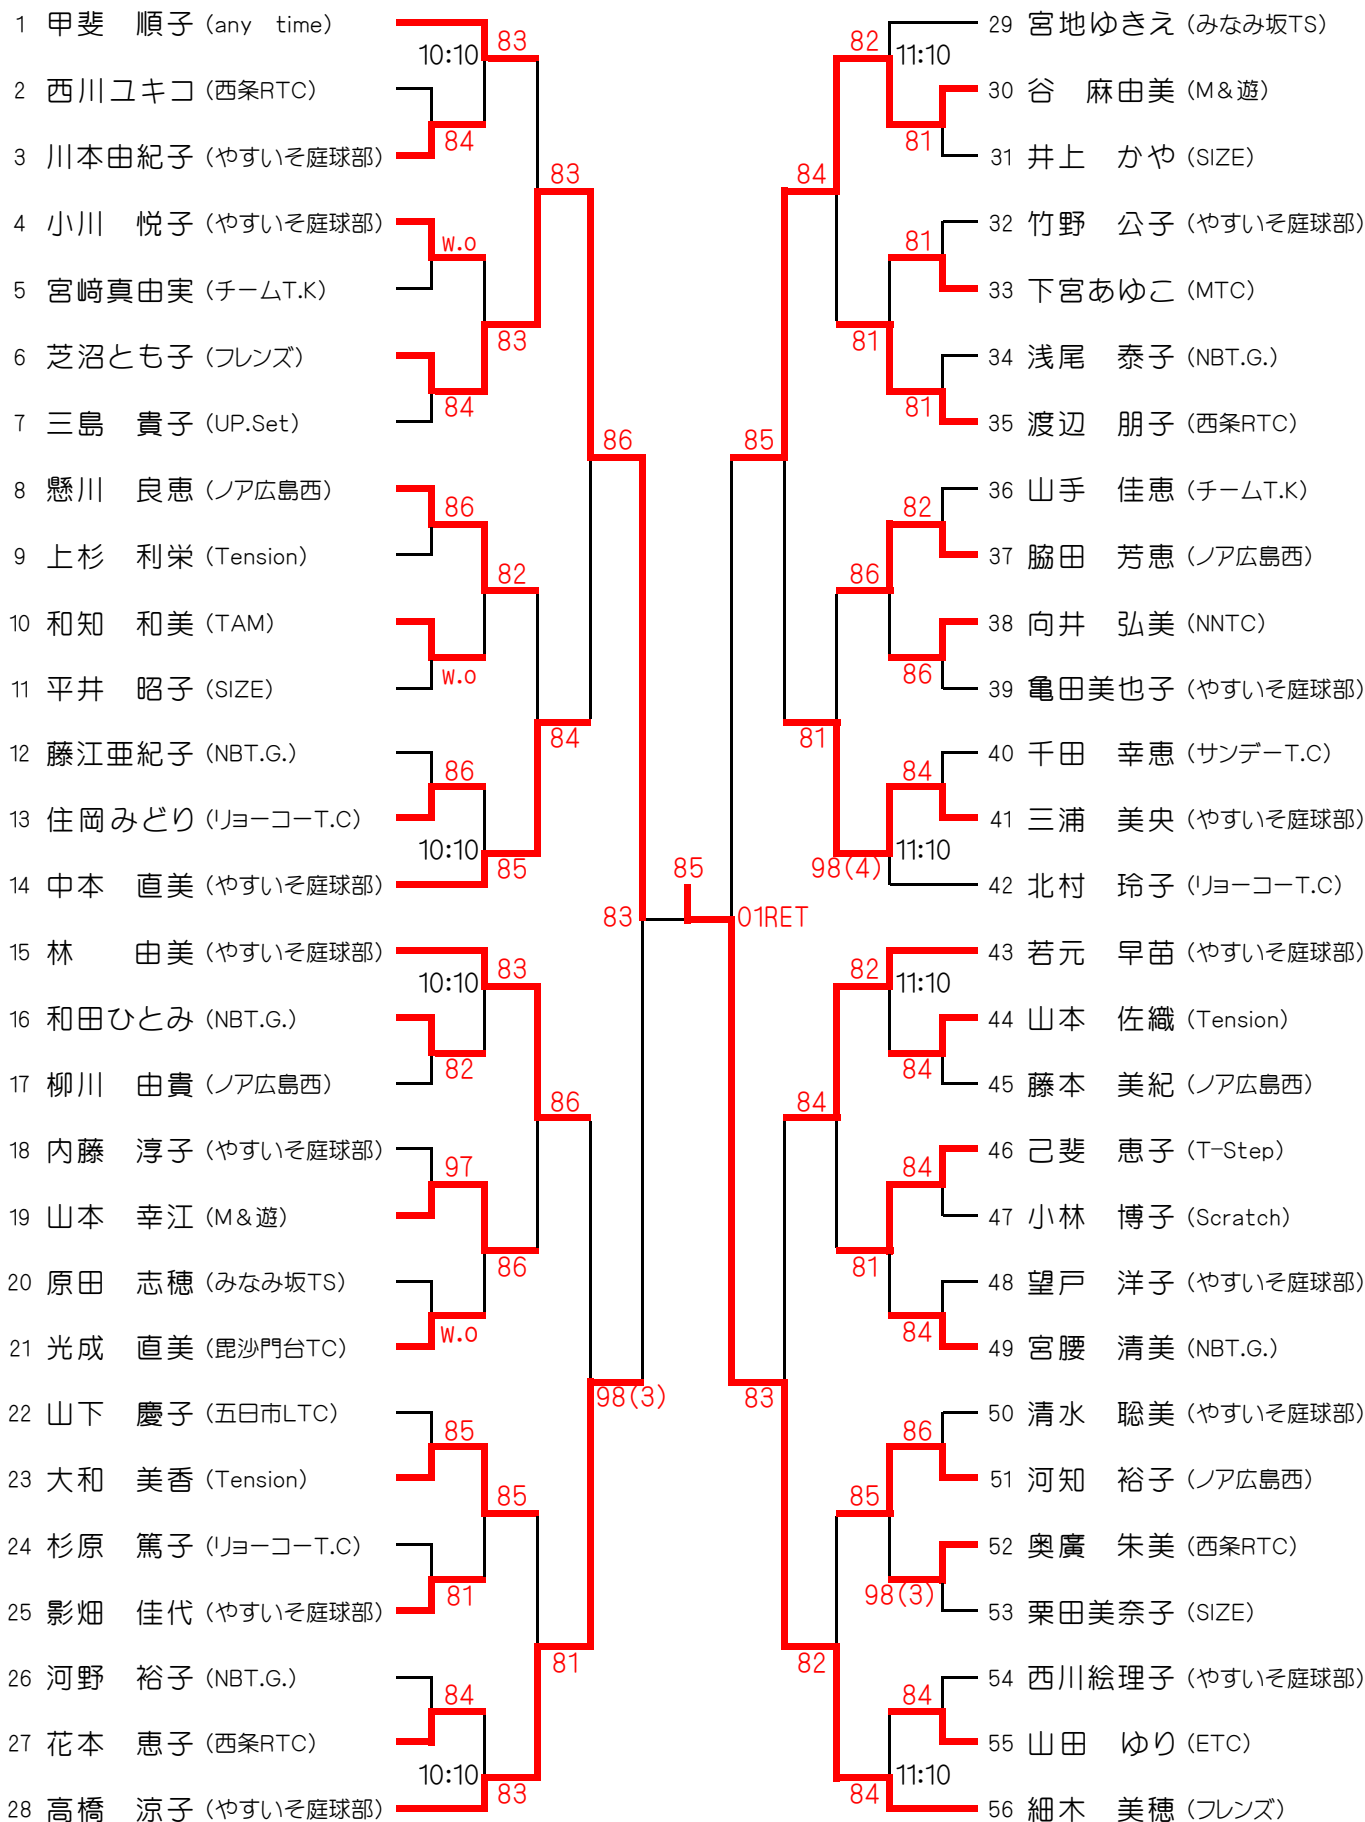 1 甲斐　順子 (any　time)
10:10
83
2 西川ユキコ (西条RTC)
84
3 川本由紀子 (やすいそ庭球部)
83
4 小川　悦子 (やすいそ庭球部)
w.o
5 宮﨑真由実 (チームT.K)
83
6 芝沼とも子 (フレンズ)
84
7 三島　貴子 (UP.Set)
86
8 懸川　良恵 (ノア広島西)
86
9 上杉　利栄 (Tension)
82
10 和知　和美 (TAM)
w.o
11 平井　昭子 (SIZE)
84
12 藤江亜紀子 (NBT.G.)
86
13 住岡みどり (リョーコーT.C)
10:10
85
14 中本　直美 (やすいそ庭球部)
83
15 林　　由美 (やすいそ庭球部)
10:10
83
16 和田ひとみ (NBT.G.)
82
17 柳川　由貴 (ノア広島西)
86
18 内藤　淳子 (やすいそ庭球部)
97
19 山本　幸江 (M&遊)
86
20 原田　志穂 (みなみ坂TS)
w.o
21 光成　直美 (毘沙門台TC)
98(3)
22 山下　慶子 (五日市LTC)
85
23 大和　美香 (Tension)
85
24 杉原　篤子 (リョーコーT.C)
81
25 影畑　佳代 (やすいそ庭球部)
81
26 河野　裕子 (NBT.G.)
84
27 花本　恵子 (西条RTC)
10:10
83
28 高橋　涼子 (やすいそ庭球部)
85
01RET
29 宮地ゆきえ (みなみ坂TS)
82
11:10
30 谷　麻由美 (M&遊)
81
31 井上　かや (SIZE)
84
32 竹野　公子 (やすいそ庭球部)
81
33 下宮あゆこ (MTC)
81
34 浅尾　泰子 (NBT.G.)
81
35 渡辺　朋子 (西条RTC)
85
36 山手　佳恵 (チームT.K)
82
37 脇田　芳恵 (ノア広島西)
86
38 向井　弘美 (NNTC)
86
39 亀田美也子 (やすいそ庭球部)
81
40 千田　幸恵 (サンデーT.C)
84
41 三浦　美央 (やすいそ庭球部)
98(4)
11:10
42 北村　玲子 (リョーコーT.C)
43 若元　早苗 (やすいそ庭球部)
82
11:10
44 山本　佐織 (Tension)
84
45 藤本　美紀 (ノア広島西)
84
46 己斐　恵子 (T-Step)
84
47 小林　博子 (Scratch)
81
48 望戸　洋子 (やすいそ庭球部)
84
49 宮腰　清美 (NBT.G.)
83
50 清水　聡美 (やすいそ庭球部)
86
51 河知　裕子 (ノア広島西)
85
52 奥廣　朱美 (西条RTC)
98(3)
53 栗田美奈子 (SIZE)
82
54 西川絵理子 (やすいそ庭球部)
84
55 山田　ゆり (ETC)
84
11:10
56 細木　美穂 (フレンズ)